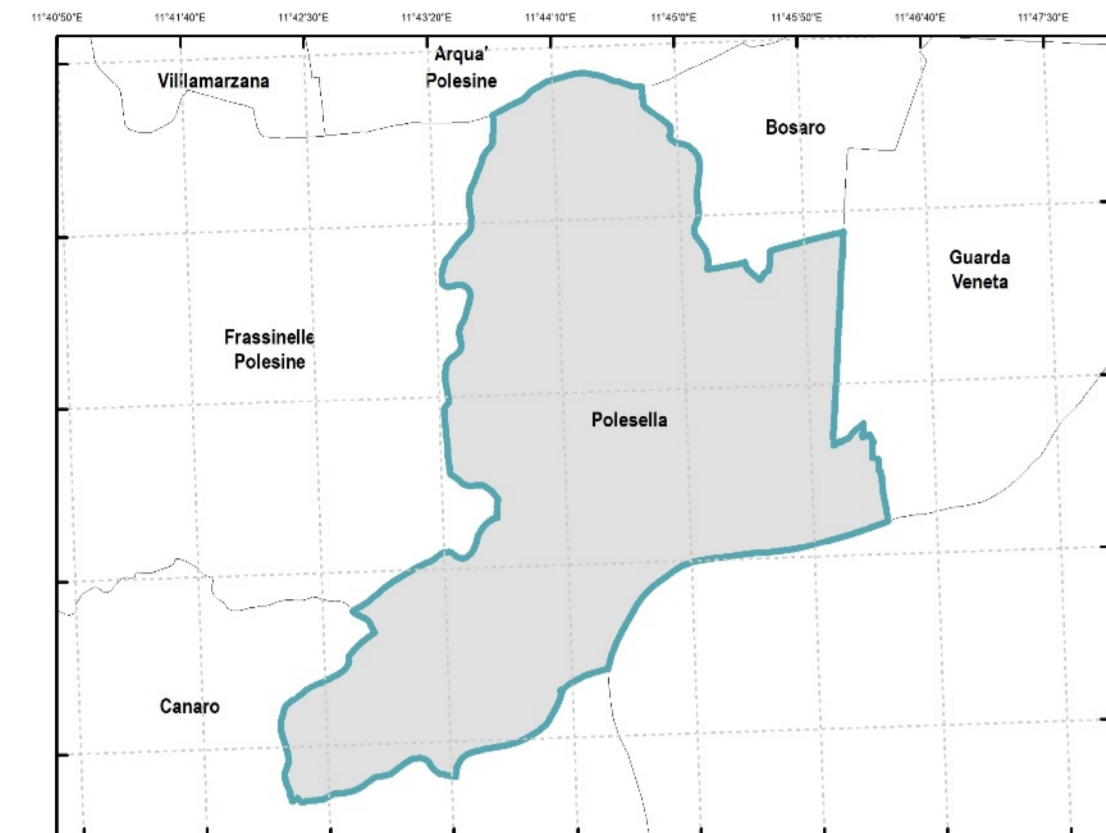 11°40'50"E 11°41'40"E 11°42'30"E 11°43'20"E 11°44'10"E 11°45'0"E 11°45'50"E 11°46'40"E 11°47'30"E
Arqua'
Polesine
Villlamarzana
Bosaro
Guarda
Veneta
Frassinelle
Polesine
Polesella
Canaro